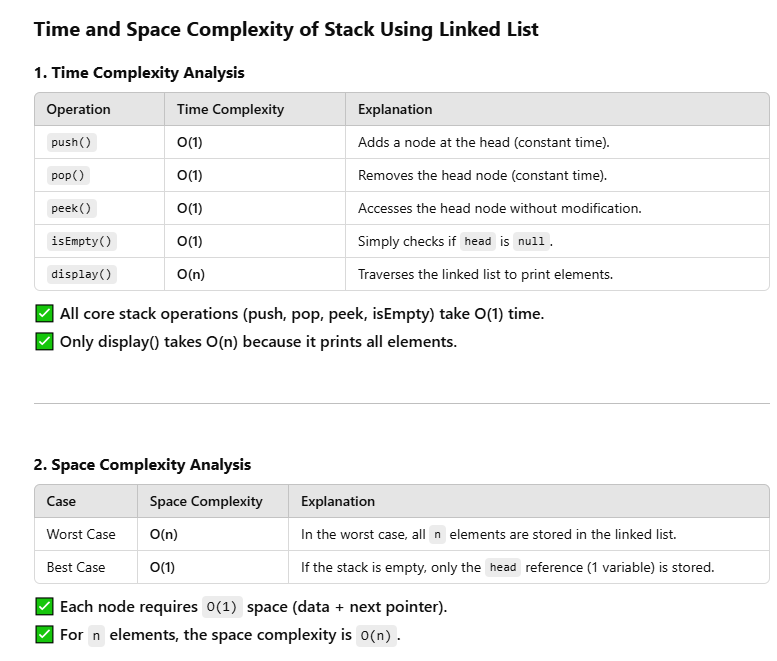 Time and Space Complexity of Stack Using Linked List
1. Time Complexity Analysis
Operation Time Complexity Explanation
push() O(1) Adds a node at the head (constant time).
pop() O(1) Removes the head node (constant time).
peek() O(1) Accesses the head node without modification.
isEmpty() O(1) Simply checks if head is null.
display() O(n) Traverses the linked list to print elements.
✅ All core stack operations (push, pop, peek, isEmpty) take O(1) time.
✅ Only display() takes O(n) because it prints all elements.
2. Space Complexity Analysis
Case Space Complexity Explanation
Worst Case O(n) In the worst case, all n elements are stored in the linked list.
Best Case O(1) If the stack is empty, only the head reference (1 variable) is stored.
✅ Each node requires O(1) space (data + next pointer).
✅ For n elements, the space complexity is O(n).